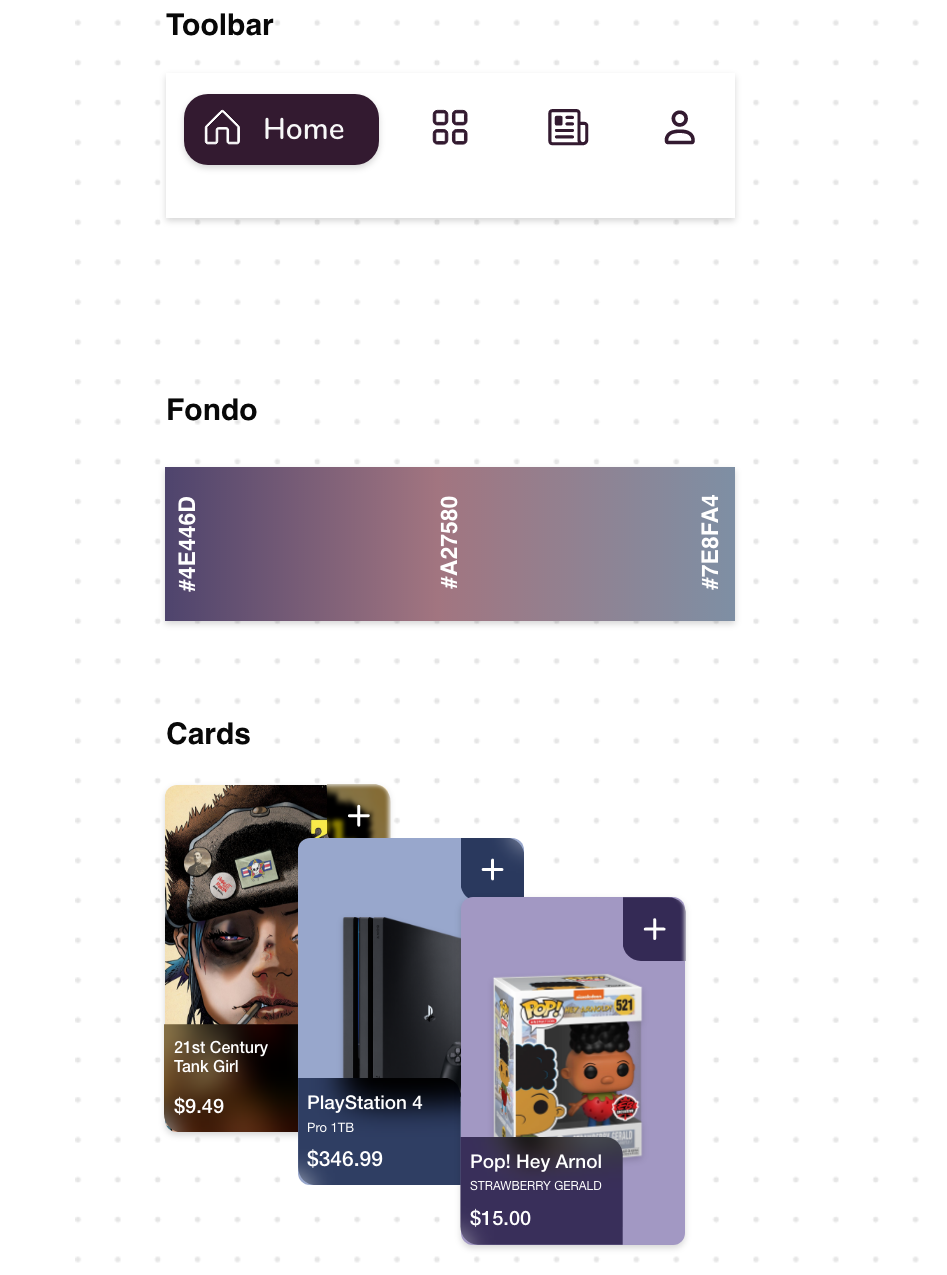 Toolbar
Home
Fondo
#4E446D
#A27580
#7E8FA4
Cards
21st Century
Tank Girl
$9.49
PlayStation 4
Pro 1TB
$346.99
POP!
nickelodeon
521
Pop! Hey Arnol
STRAWBERRY GERALD
$15.00